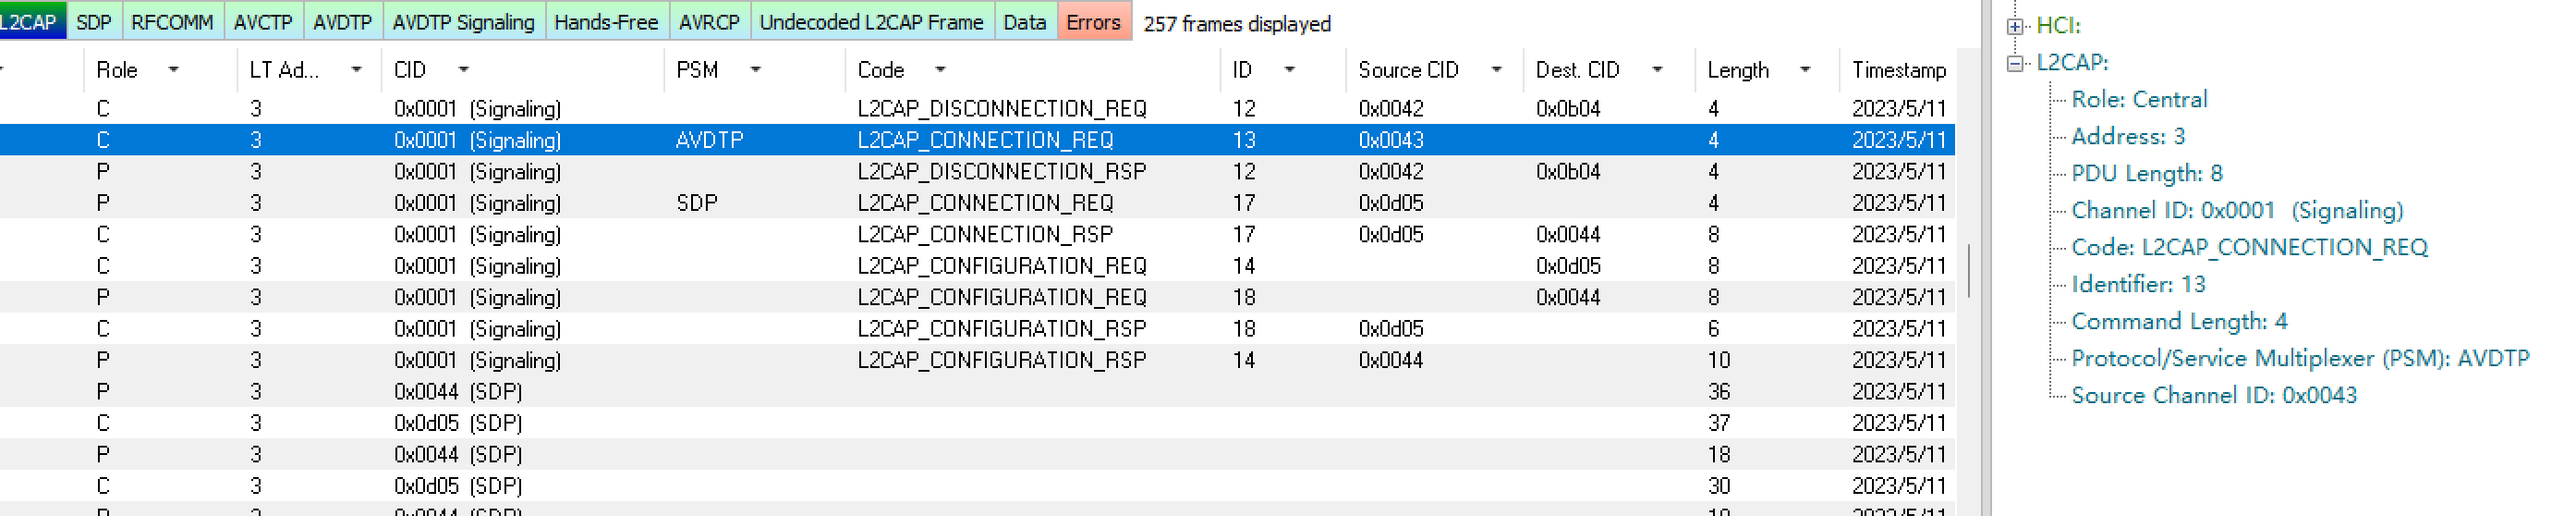 L2CAP SDP RFCOMM AVCTP AVDTP AVDTP Signaling Hands-Free AVRCP Undecoded L2CAP Frame Data Errors 257 frames displayed
Role LT Ad... CID PSM Code ID Source CID Dest. CID Length Timestamp
C 3 0x0001 (Signaling) L2CAP_DISCONNECTION_REQ 12 0x0042 0x0b04 4 2023/5/11
C 3 0x0001 (Signaling) AVDTP L2CAP_CONNECTION_REQ 13 0x0043 4 2023/5/11
P 3 0x0001 (Signaling) L2CAP_DISCONNECTION_RSP 12 0x0042 0x0b04 4 2023/5/11
P 3 0x0001 (Signaling) SDP L2CAP_CONNECTION_REQ 17 0x0d05 4 2023/5/11
C 3 0x0001 (Signaling) L2CAP_CONNECTION_RSP 17 0x0d05 0x0044 8 2023/5/11
C 3 0x0001 (Signaling) L2CAP_CONFIGURATION_REQ 14 0x0d05 8 2023/5/11
P 3 0x0001 (Signaling) L2CAP_CONFIGURATION_REQ 18 0x0044 8 2023/5/11
C 3 0x0001 (Signaling) L2CAP_CONFIGURATION_RSP 18 0x0d05 6 2023/5/11
P 3 0x0001 (Signaling) L2CAP_CONFIGURATION_RSP 14 0x0044 10 2023/5/11
P 3 0x0044 (SDP) 36 2023/5/11
C 3 0x0d05 (SDP) 37 2023/5/11
P 3 0x0044 (SDP) 18 2023/5/11
C 3 0x0d05 (SDP) 30 2023/5/11
HCI:
L2CAP:
Role: Central
Address: 3
PDU Length: 8
Channel ID: 0x0001 (Signaling)
Code: L2CAP_CONNECTION_REQ
Identifier: 13
Command Length: 4
Protocol/Service Multiplexer (PSM): AVDTP
Source Channel ID: 0x0043